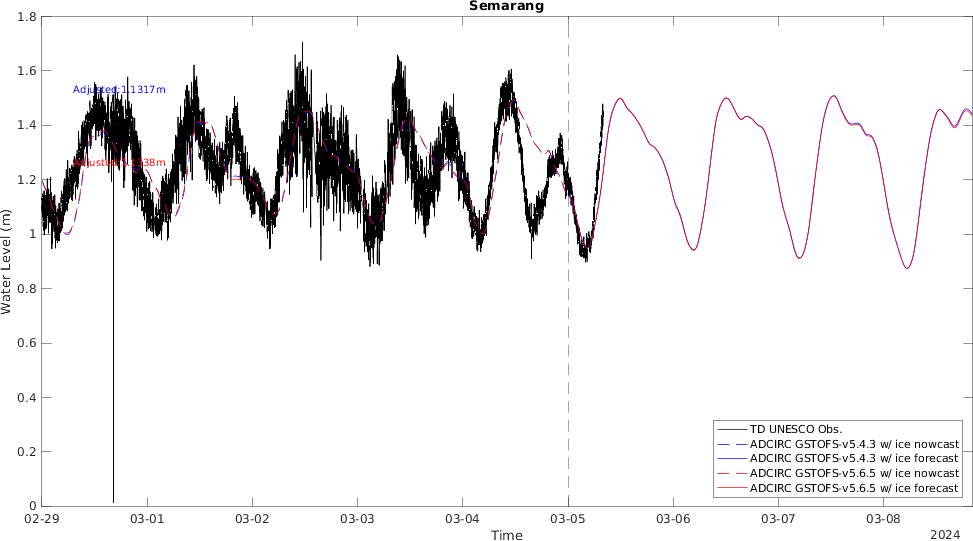 Semarang
1.8
1.6
1.4
1.2
1
0.8
0.6
0.4
0.2
0
Water Level (m)
Adjusted:1.1317m
02-29
03-01
03-02
03-03
03-04
03-05
03-06
03-07
03-08
Time
2024
TD UNESCO Obs.
ADCIRC GSTOFS-v5.4.3 w/ ice nowcast
ADCIRC GSTOFS-v5.4.3 w/ ice forecast
ADCIRC GSTOFS-v5.6.5 w/ ice nowcast
ADCIRC GSTOFS-v5.6.5 w/ ice forecast